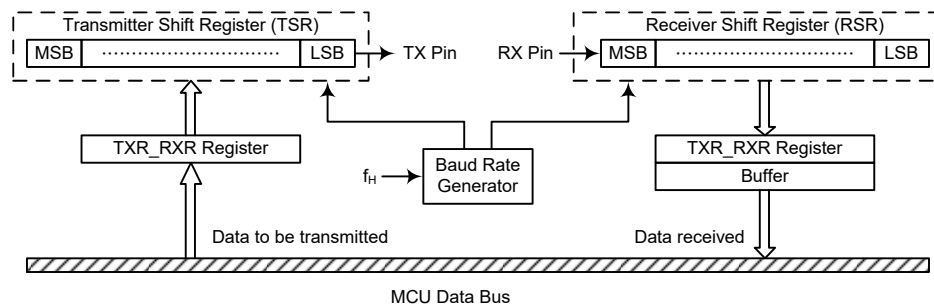 Transmitter Shift Register (TSR)
MSB ………………………… LSB
TX Pin
Receiver Shift Register (RSR)
RX Pin
MSB ………………………… LSB
TXR_RXR Register
fH
Baud Rate
Generator
TXR_RXR Register
Buffer
Data to be transmitted
Data received
MCU Data Bus